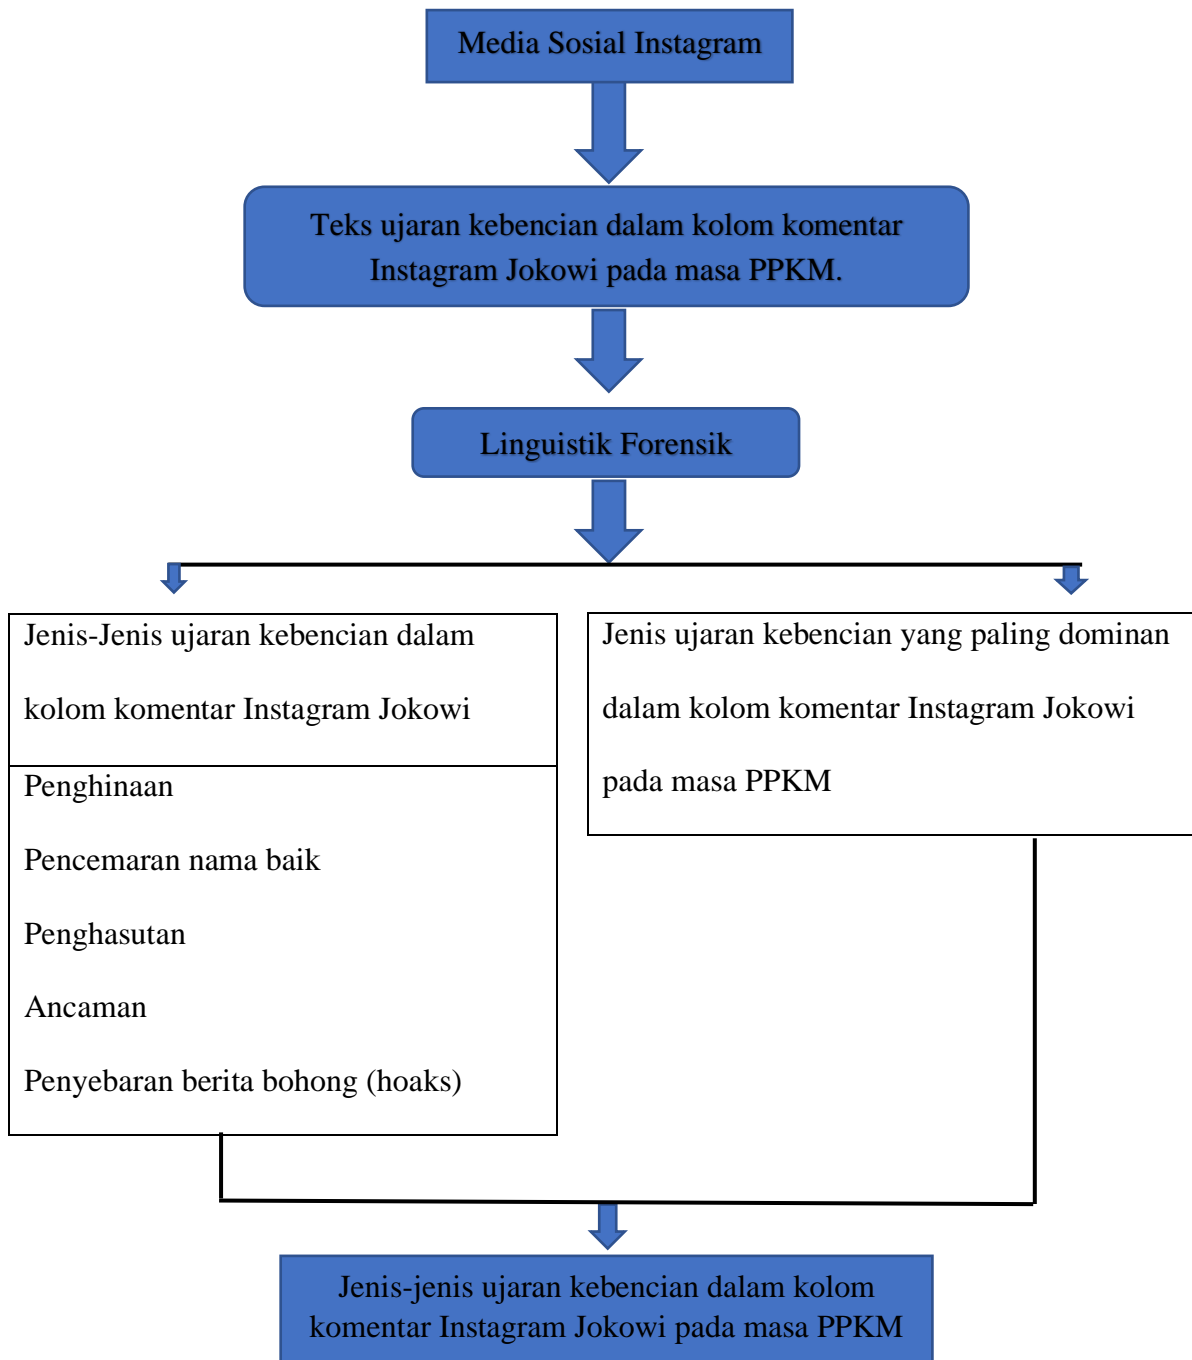 Media Sosial Instagram
Teks ujaran kebencian dalam kolom komentar
Instagram Jokowi pada masa PPKM.
Linguistik Forensik
Jenis-Jenis ujaran kebencian dalam
kolom komentar Instagram Jokowi
Penghinaan
Pencemaran nama baik
Penghasutan
Ancaman
Penyebaran berita bohong (hoaks)
Jenis ujaran kebencian yang paling dominan
dalam kolom komentar Instagram Jokowi
pada masa PPKM
Jenis-jenis ujaran kebencian dalam kolom
komentar Instagram Jokowi pada masa PPKM